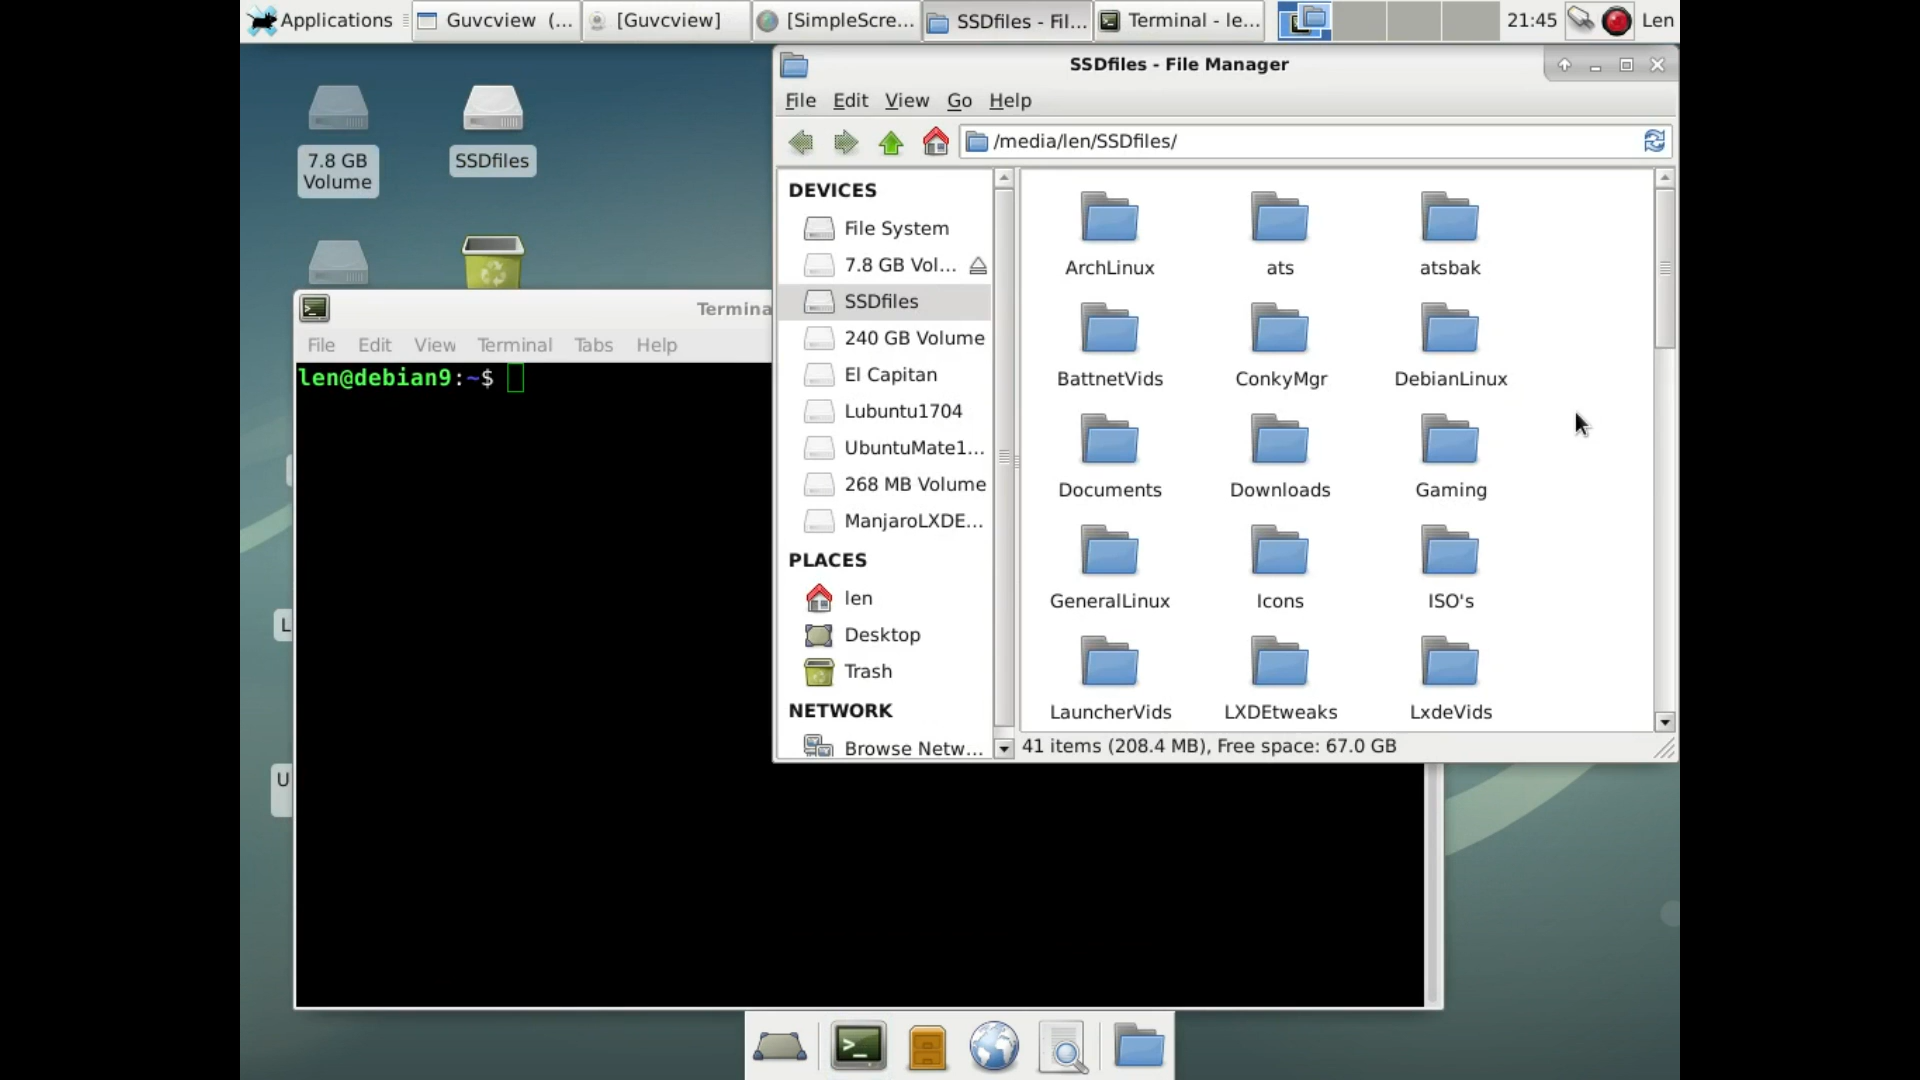 Applications
Guvcview (...
[Guvcview]
[SimpleScre...
SSDfiles - Fil...
Terminal - le...
21:45
Len
7.8 GB
Volume
SSDfiles
SSDfiles - File Manager
File Edit View Go Help
/media/len/SSDfiles/
DEVICES
File System
7.8 GB Vol...
SSDfiles
240 GB Volume
El Capitan
Lubuntu1704
UbuntuMate1...
268 MB Volume
ManjaroLXDE...
PLACES
len
Desktop
Trash
NETWORK
Browse Netw...
ArchLinux
ats
atsbak
BattnetVids
ConkyMgr
DebianLinux
Documents
Downloads
Gaming
GeneralLinux
Icons
ISO's
LauncherVids
LXDEtweaks
LxdeVids
41 items (208.4 MB), Free space: 67.0 GB
Termina
File Edit View Terminal Tabs Help
len@debian9:~$
L
U